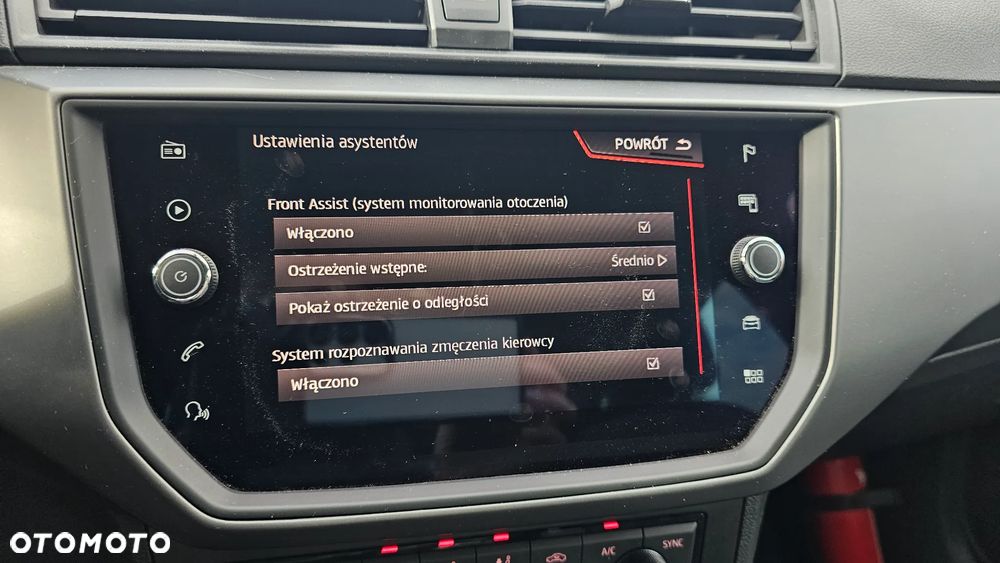 Ustawienia asystentów
POWRÓT
Front Assist (system monitorowania otoczenia)
Włączono
Ostrzeżenie wstępne: Średnio
Pokaż ostrzeżenie o odległości
System rozpoznawania zmęczenia kierowcy
Włączono
A/C
SYNC
OTOMOTO